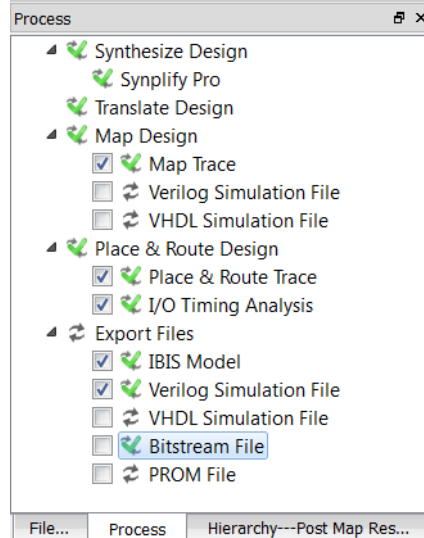 Process
Synthesize Design
Synplify Pro
Translate Design
Map Design
Map Trace
Verilog Simulation File
VHDL Simulation File
Place & Route Design
Place & Route Trace
I/O Timing Analysis
Export Files
IBIS Model
Verilog Simulation File
VHDL Simulation File
Bitstream File
PROM File
File... Process Hierarchy---Post Map Res...